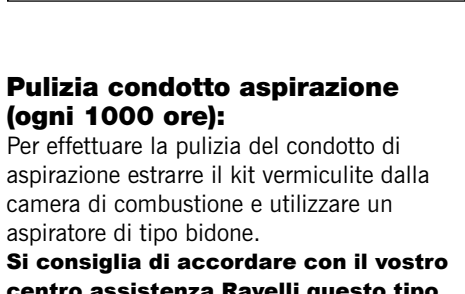 Pulizia condotto aspirazione
(ogni 1000 ore):
Per effettuare la pulizia del condotto di
aspirazione estrarre il kit vermiculite dalla
camera di combustione e utilizzare un
aspiratore di tipo bidone.
Si consiglia di accordare con il vostro
centro assistenza Ravelli questo tipo